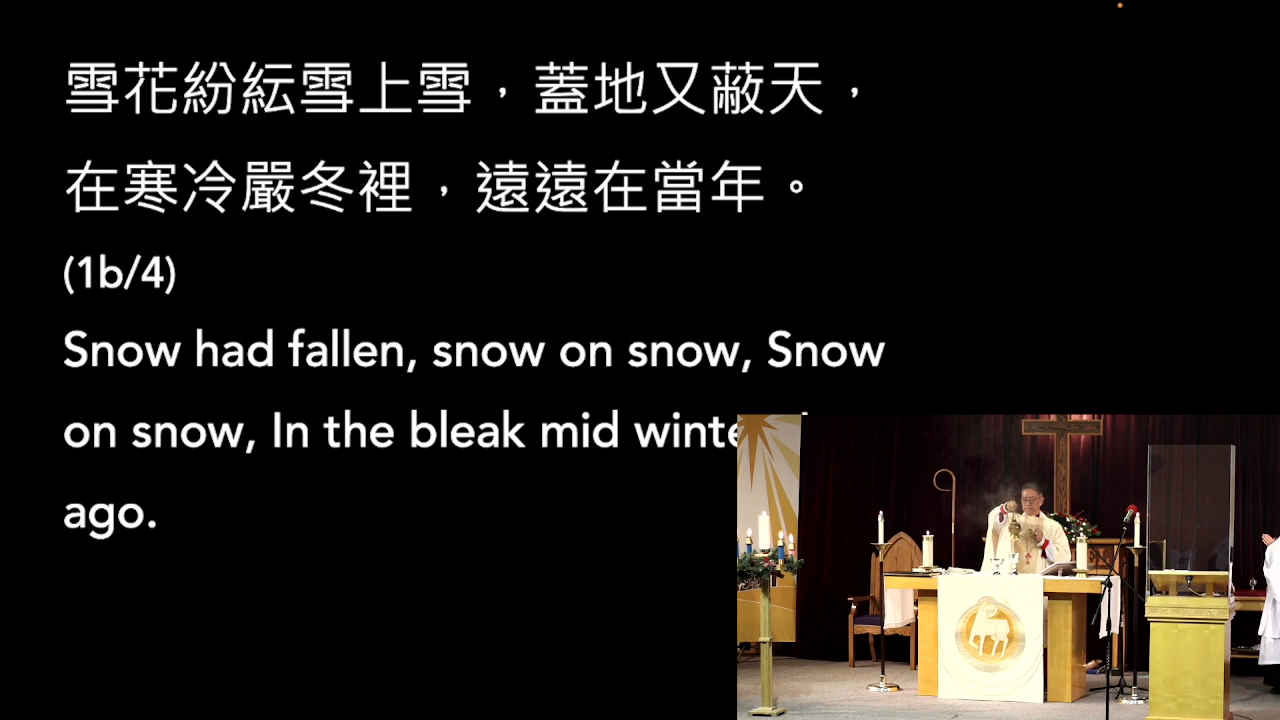 雪花紛紜雪上雪，蓋地又蔽天，
在寒冷嚴冬裡，遠遠在當年。
(1b/4)
Snow had fallen, snow on snow, Snow
on snow, In the bleak mid
ago.